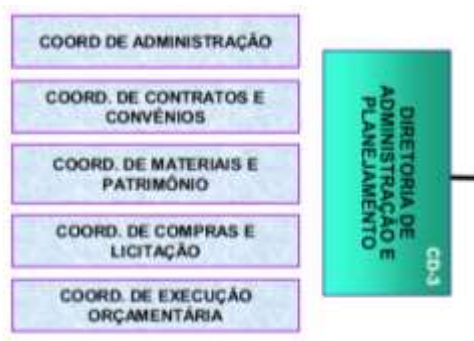 COORD DE ADMINISTRAÇÃO
COORD. DE CONTRATOS E
CONVÊNIOS
COORD. DE MATERIAIS E
PATRIMÔNIO
COORD. DE COMPRAS E
LICITAÇÃO
COORD. DE EXECUÇÃO
ORÇAMENTÁRIA
DIRETORIA DE
ADMINISTRAÇÃO E
PLANEJAMENTO
CD-3